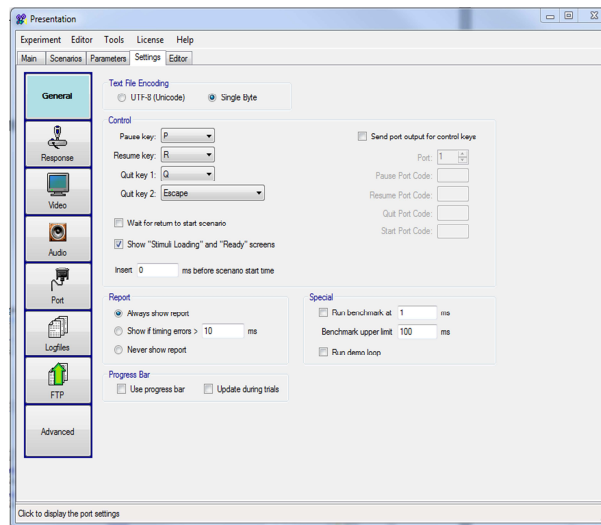 Presentation
Experiment Editor Tools License Help
Main Scenarios Parameters Settings Editor
General
Response
Video
Audio
Port
Logfiles
FTP
Advanced
Text File Encoding
UTF-8 (Unicode) Single Byte
Control
Pause key: P
Resume key: R
Quit key 1: Q
Quit key 2: Escape
Wait for return to start scenario
Show "Stimuli Loading" and "Ready" screens
Insert 0 ms before scenario start time
Send port output for control keys
Port: 1
Pause Port Code:
Resume Port Code:
Quit Port Code:
Start Port Code:
Report
Always show report
Show if timing errors > 10 ms
Never show report
Special
Run benchmark at 1 ms
Benchmark upper limit 100 ms
Run demo loop
Progress Bar
Use progress bar Update during trials
Click to display the port settings